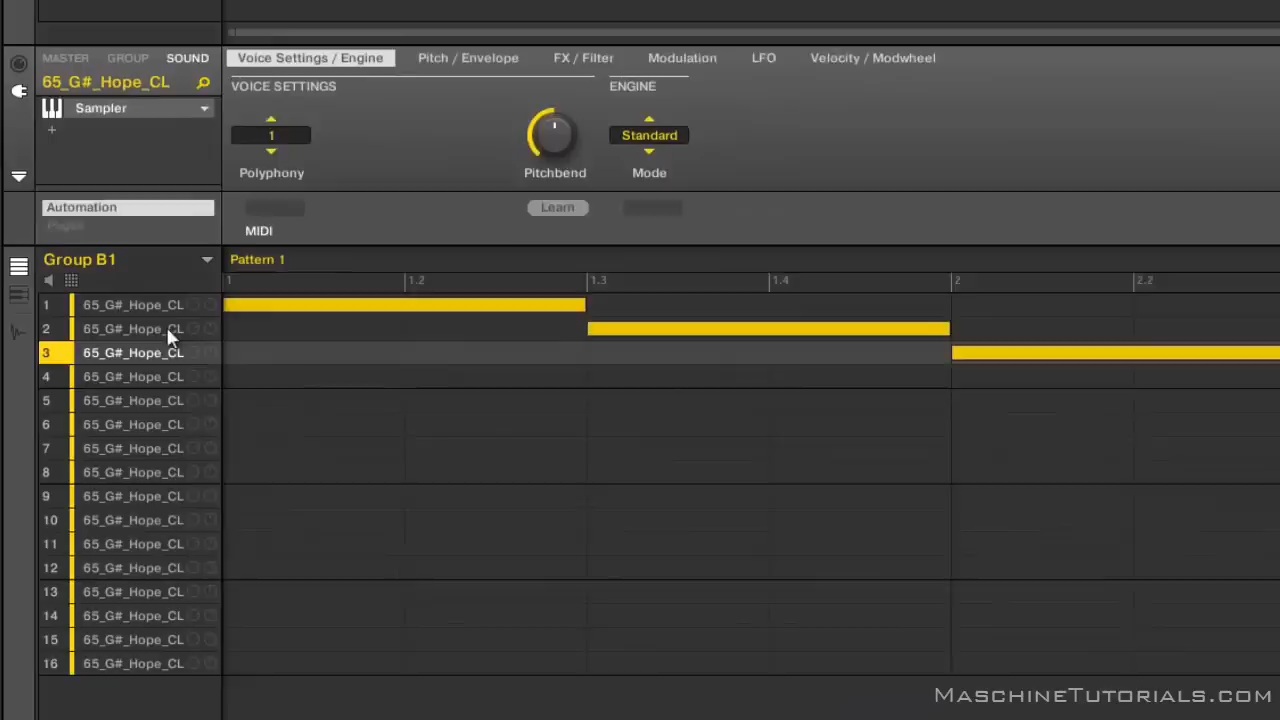 MASTER GROUP SOUND
Voice Settings / Engine Pitch / Envelope FX / Filter Modulation LFO Velocity / Modwheel
65_G#_Hope_CL
VOICE SETTINGS ENGINE
Sampler
+
1 Standard
Polyphony Pitchbend Mode
Automation Learn
Plugin
MIDI
Group B1 Pattern 1
1 1.2 1.3 1.4 2 2.2
1 65_G#_Hope_CL
2 65_G#_Hope_CL
3 65_G#_Hope_CL
4 65_G#_Hope_CL
5 65_G#_Hope_CL
6 65_G#_Hope_CL
7 65_G#_Hope_CL
8 65_G#_Hope_CL
9 65_G#_Hope_CL
10 65_G#_Hope_CL
11 65_G#_Hope_CL
12 65_G#_Hope_CL
13 65_G#_Hope_CL
14 65_G#_Hope_CL
15 65_G#_Hope_CL
16 65_G#_Hope_CL
MASCHINETUTORIALS.COM